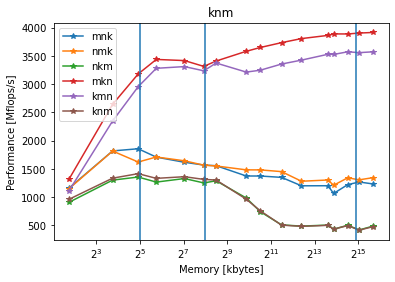 knm
mnk
nmk
nkm
mkn
kmn
knm
Performance [Mflops/s]
4000
3500
3000
2500
2000
1500
1000
500
2^3 2^5 2^7 2^9 2^11 2^13 2^15
Memory [kbytes]